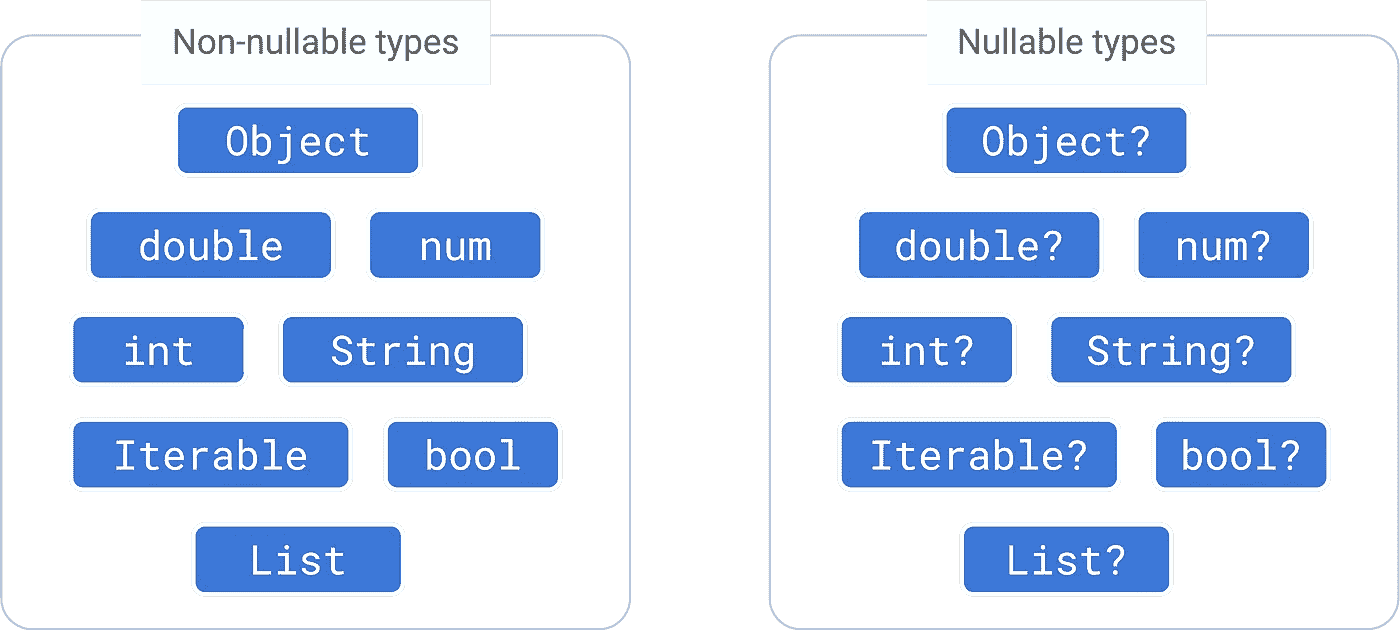 Non-nullable types
Object
double num
int String
Iterable bool
List
Nullable types
Object?
double? num?
int? String?
Iterable? bool?
List?